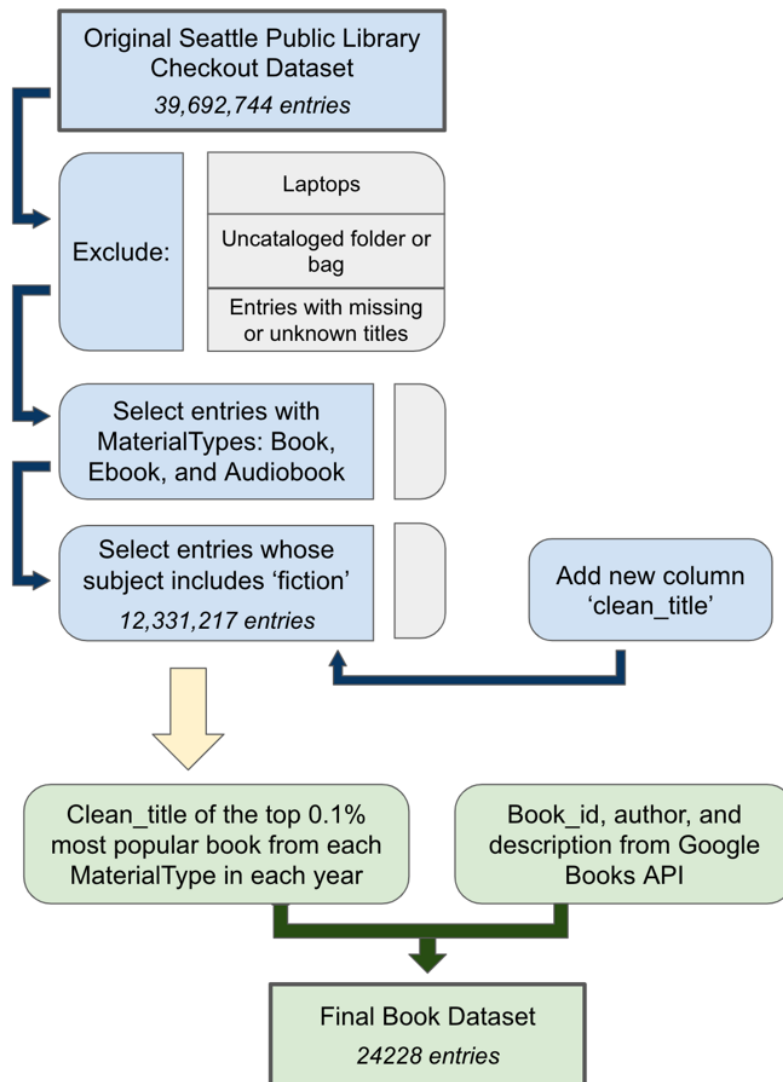 Original Seattle Public Library
Checkout Dataset
39,692,744 entries
Exclude:
Laptops
Uncataloged folder or
bag
Entries with missing
or unknown titles
Select entries with
MaterialTypes: Book,
Ebook, and Audiobook
Select entries whose
subject includes ‘fiction’
12,331,217 entries
Add new column
‘clean_title’
Clean_title of the top 0.1%
most popular book from each
MaterialType in each year
Book_id, author, and
description from Google
Books API
Final Book Dataset
24228 entries